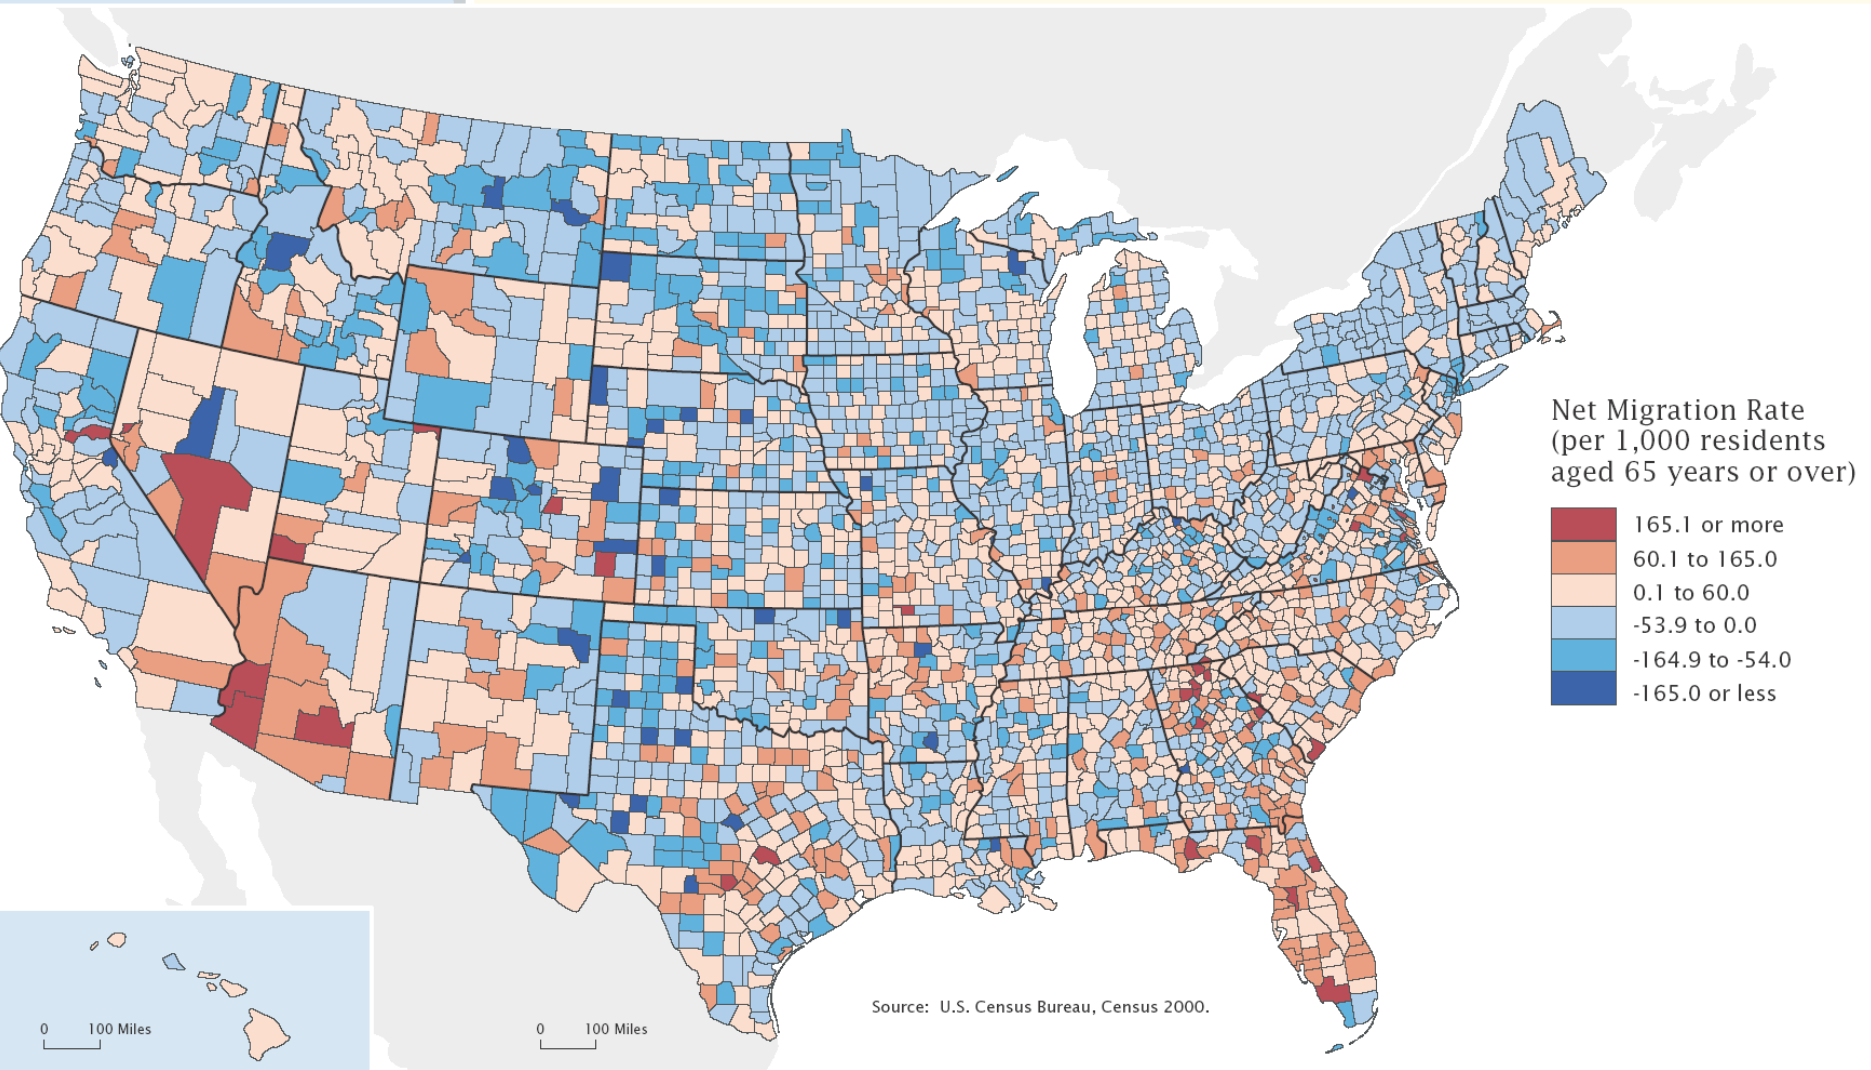 Net Migration Rate
(per 1,000 residents
aged 65 years or over)
165.1 or more
60.1 to 165.0
0.1 to 60.0
-53.9 to 0.0
-164.9 to -54.0
-165.0 or less
Source: U.S. Census Bureau, Census 2000.
0 100 Miles
0 100 Miles